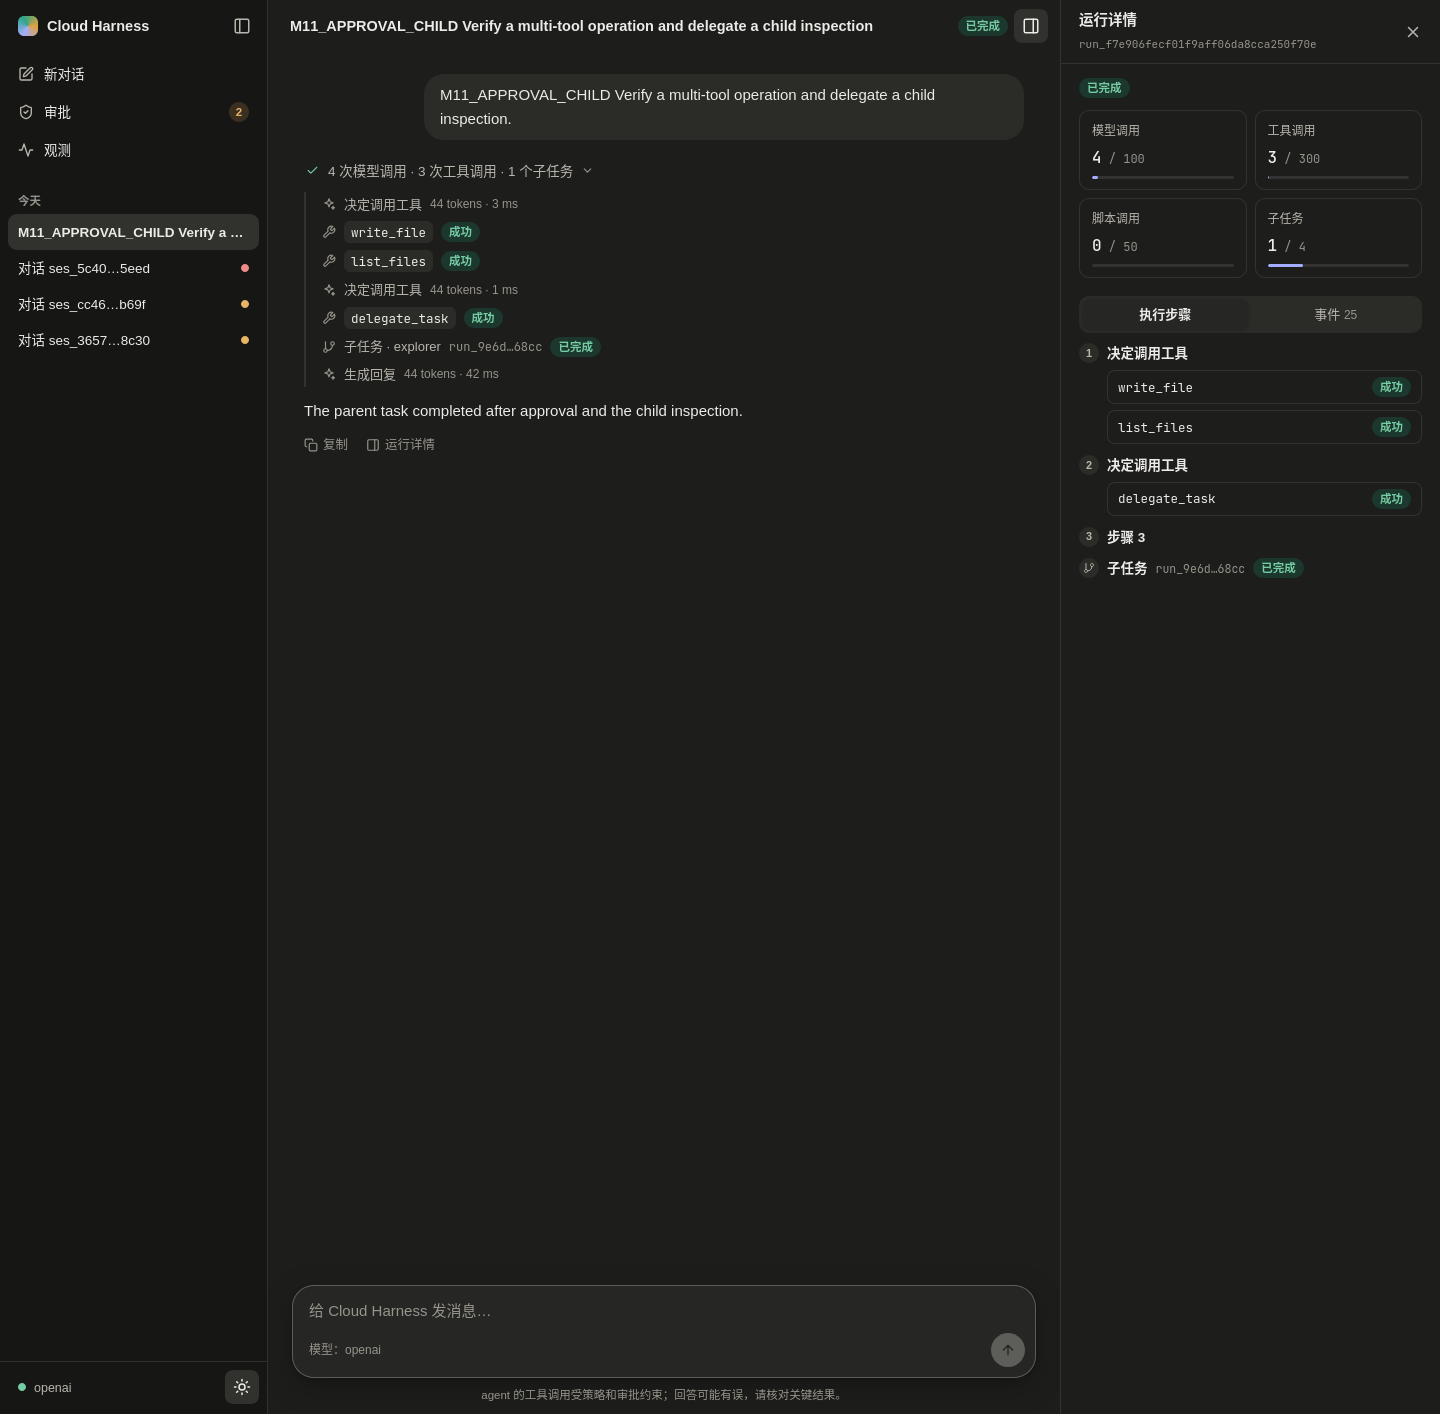 Cloud Harness
新对话
审批
2
观测
今天
M11_APPROVAL_CHILD Verify a …
对话 ses_5c40…5eed
对话 ses_cc46…b69f
对话 ses_3657…8c30
openai
M11_APPROVAL_CHILD Verify a multi-tool operation and child inspection
已完成
M11_APPROVAL_CHILD Verify a multi-tool operation and delegate a child
inspection.
4 次模型调用 · 3 次工具调用 · 1 个子任务
决定调用工具 44 tokens · 3 ms
write_file 成功
list_files 成功
决定调用工具 44 tokens · 1 ms
delegate_task 成功
子任务 · explorer run_9e6d…68cc 已完成
生成回复 44 tokens · 42 ms
The parent task completed after approval and the child inspection.
复制 运行详情
给 Cloud Harness 发消息…
模型：openai
agent 的工具调用受策略和审批约束；回答可能有误，请核对关键结果。
运行详情
run_f7e906fecf01f9aff06da8cca250f70e
已完成
模型调用
4 / 100
工具调用
3 / 300
脚本调用
0 / 50
子任务
1 / 4
执行步骤
事件 25
1 决定调用工具
write_file 成功
list_files 成功
2 决定调用工具
delegate_task 成功
3 步骤 3
子任务 run_9e6d…68cc 已完成